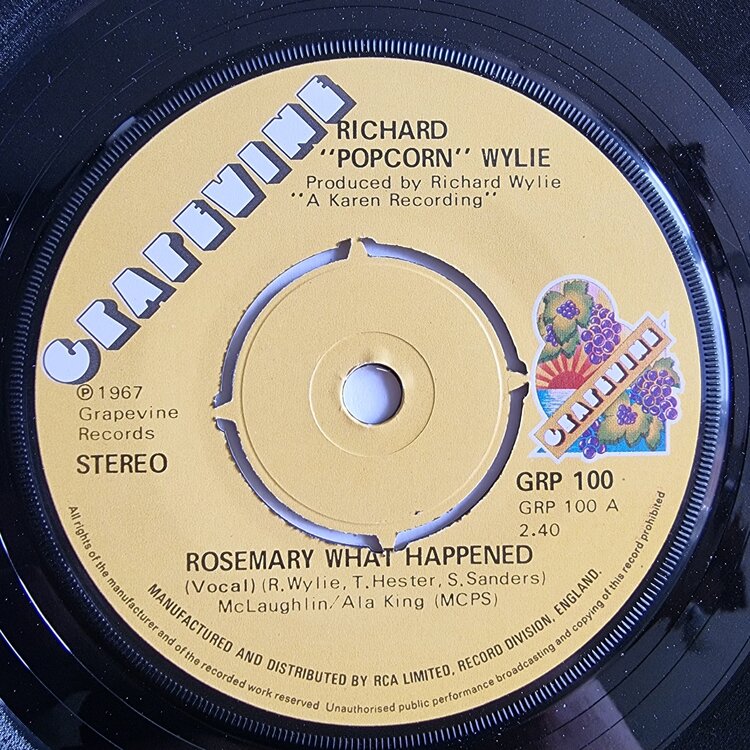 GRAPEVINE
RICHARD
"POPCORN" WYLIE
Produced by Richard Wylie
"A Karen Recording"
℗ 1967
Grapevine
Records
STEREO
GRAPEVINE
GRP 100
GRP 100 A
2.40
ROSEMARY WHAT HAPPENED
(Vocal) (R.Wylie, T.Hester, S.Sanders)
McLaughlin/Ala King (MCPS)
MANUFACTURED AND DISTRIBUTED BY RCA LIMITED, RECORD DIVISION, ENGLAND.
All rights of the manufacturer and of the owner of the recorded work reserved Unauthorised public performance broadcasting and copying of this record prohibited